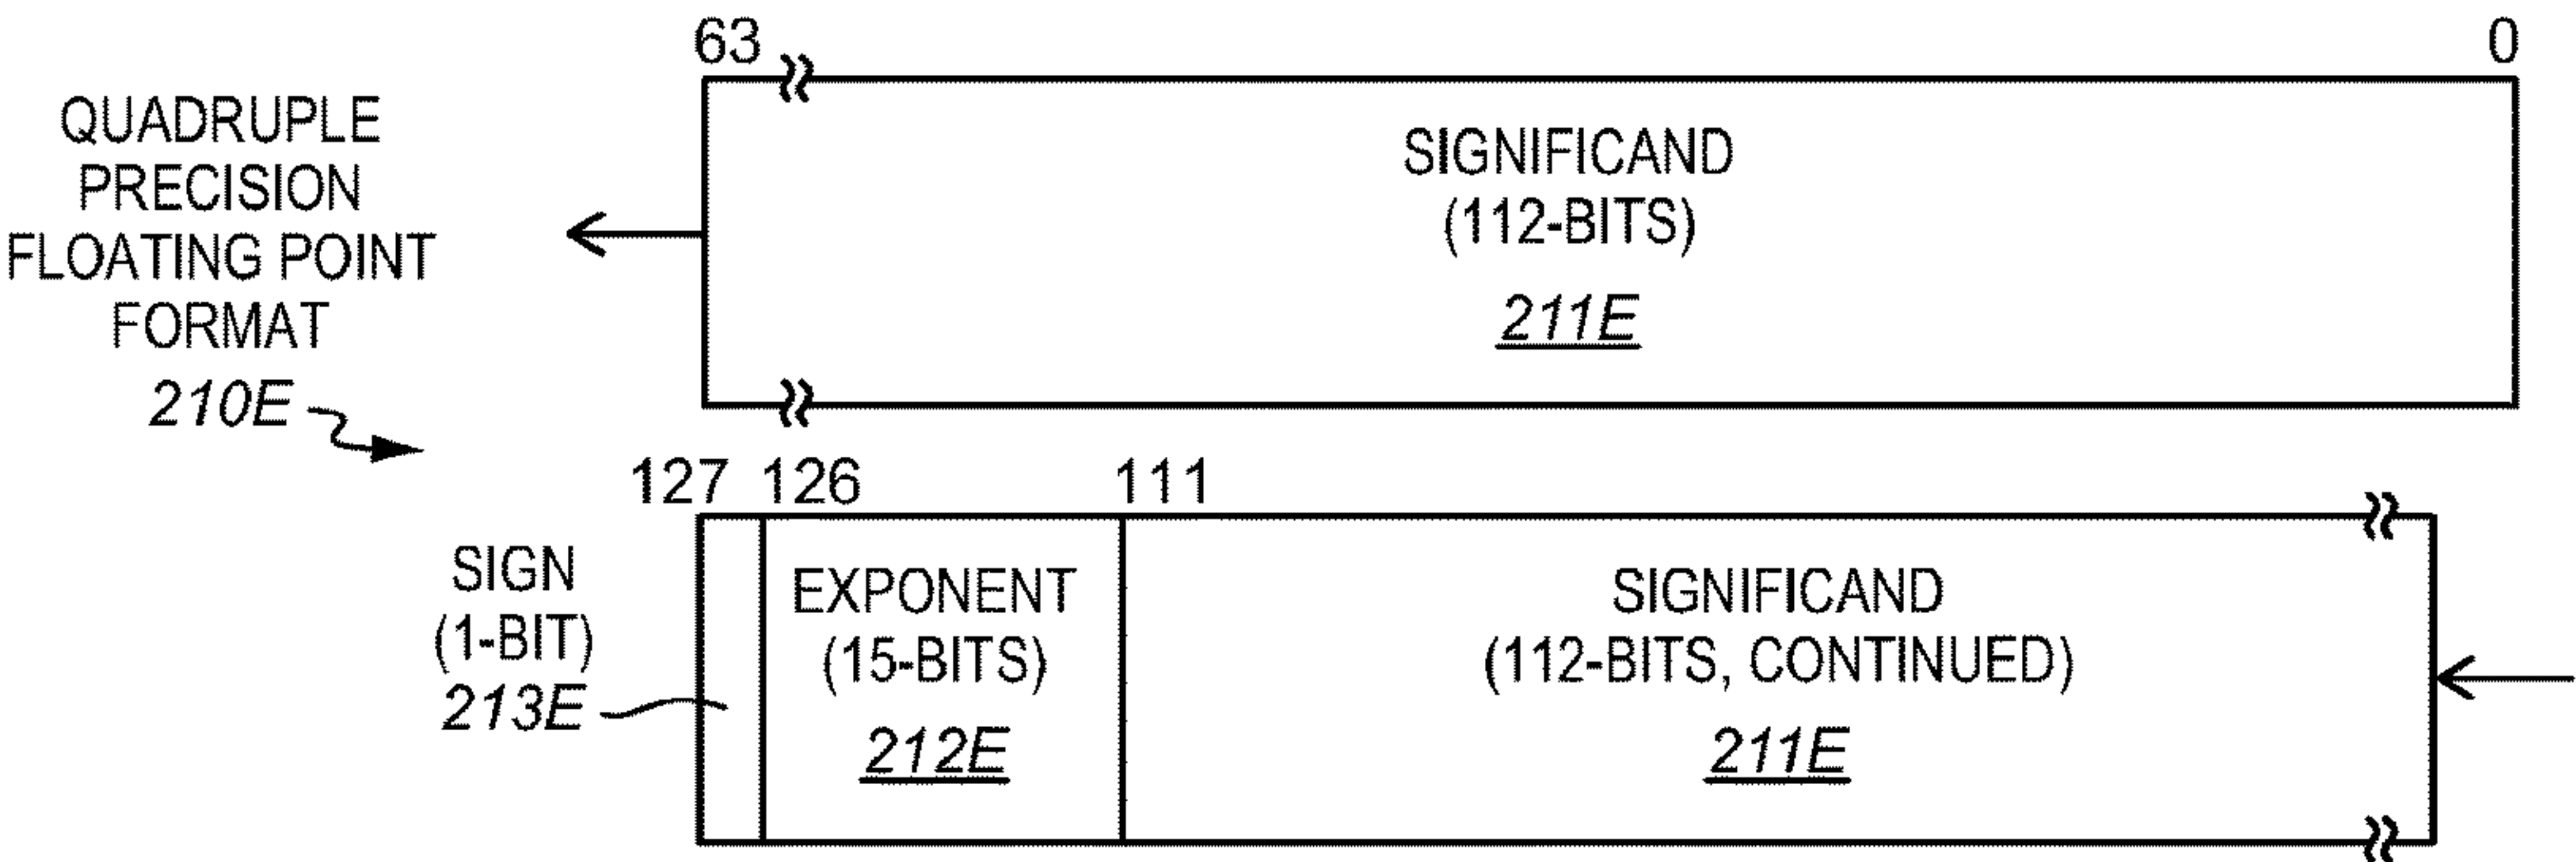 63
0
QUADRUPLE
PRECISION
FLOATING POINT
FORMAT
210E
SIGNIFICAND
(112-BITS)
211E
127
126
111
SIGN
(1-BIT)
213E
EXPONENT
(15-BITS)
212E
SIGNIFICAND
(112-BITS, CONTINUED)
211E